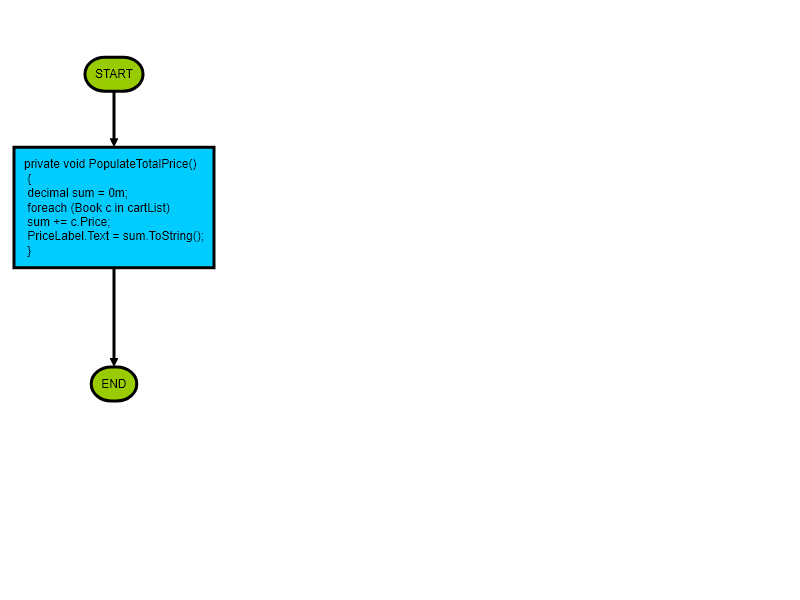 START
private void PopulateTotalPrice()
{
decimal sum = 0m;
foreach (Book c in cartList)
sum += c.Price;
PriceLabel.Text = sum.ToString();
}
END